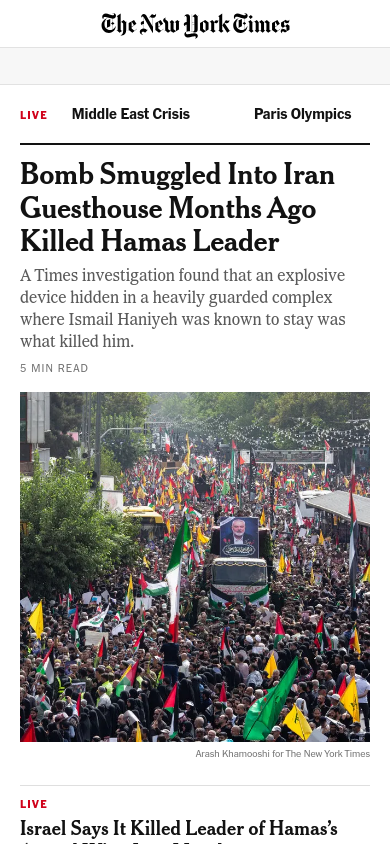 The New York Times
LIVE Middle East Crisis Paris Olympics
Bomb Smuggled Into Iran
Guesthouse Months Ago
Killed Hamas Leader
A Times investigation found that an explosive
device hidden in a heavily guarded complex
where Ismail Haniyeh was known to stay was
what killed him.
5 MIN READ
Arash Khamooshi for The New York Times
LIVE
Israel Says It Killed Leader of Hamas’s